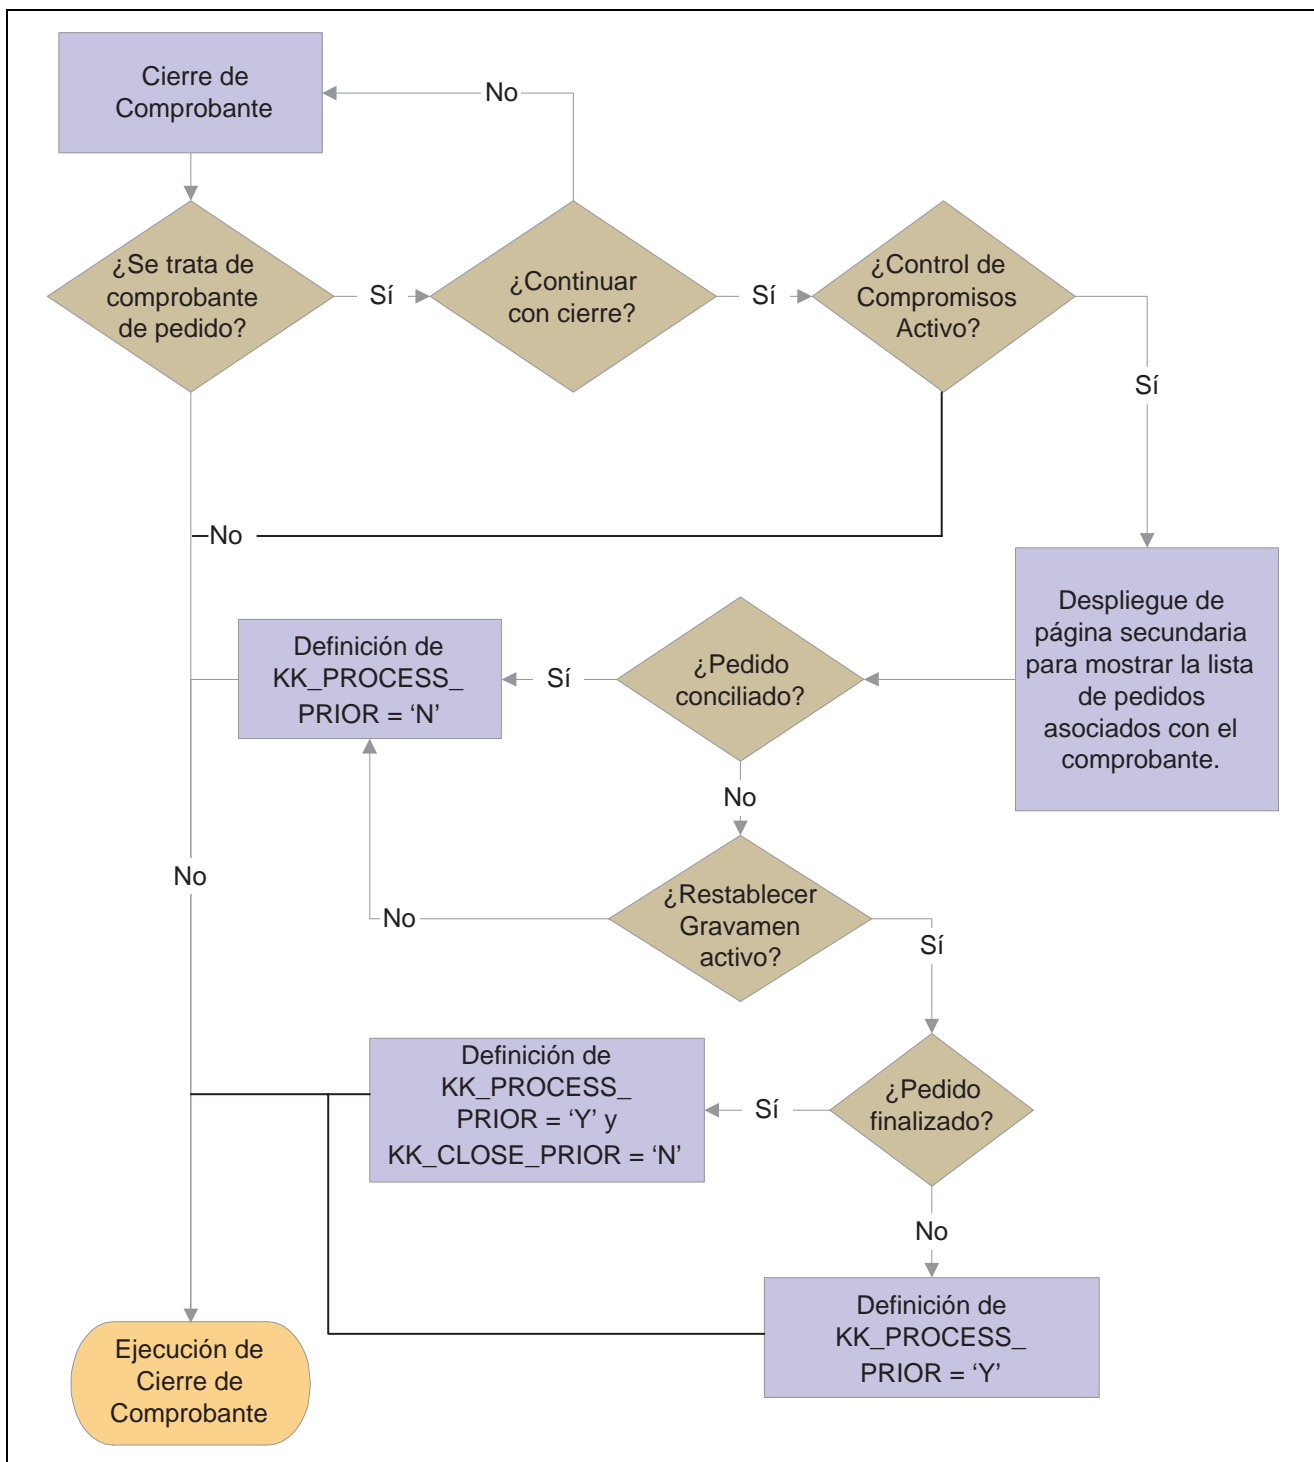 Cierre de
Comprobante
No
¿Se trata de
comprobante
de pedido?
Sí
¿Continuar
con cierre?
Sí
¿Control de
Compromisos
Activo?
Sí
No
Despliegue de
página secundaria
para mostrar la lista
de pedidos
asociados con el
comprobante.
¿Pedido
conciliado?
Sí
Definición de
KK_PROCESS_
PRIOR = ‘N’
No
No
¿Restablecer
Gravamen
activo?
No
Sí
¿Pedido
finalizado?
Sí
Definición de
KK_PROCESS_
PRIOR = ‘Y’ y
KK_CLOSE_PRIOR = ‘N’
No
Definición de
KK_PROCESS_
PRIOR = ‘Y’
Ejecución de
Cierre de
Comprobante